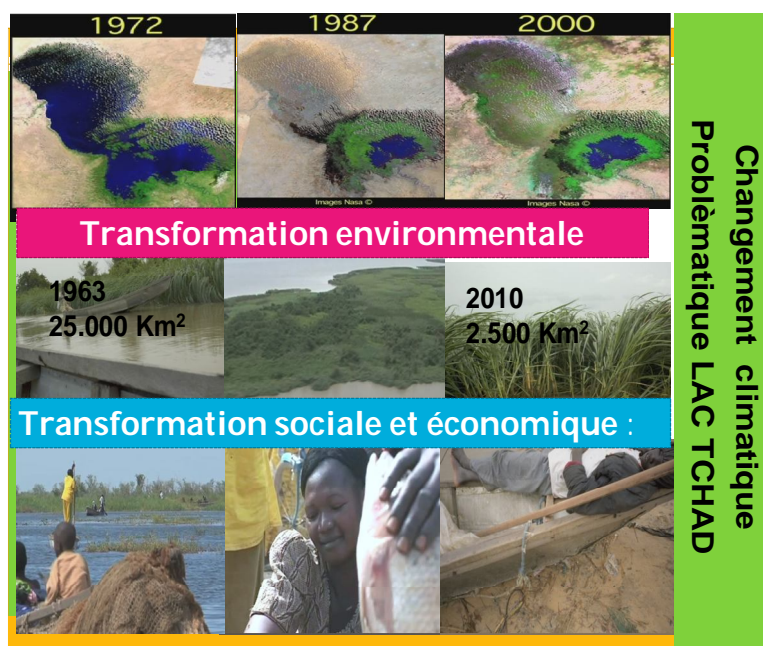 1972
1987
2000
Images Nasa ©
Images Nasa ©
Transformation environnementale
1963
25.000 Km²
2010
2.500 Km²
Transformation sociale et économique :
Changement climatique
Problèmatique LAC TCHAD